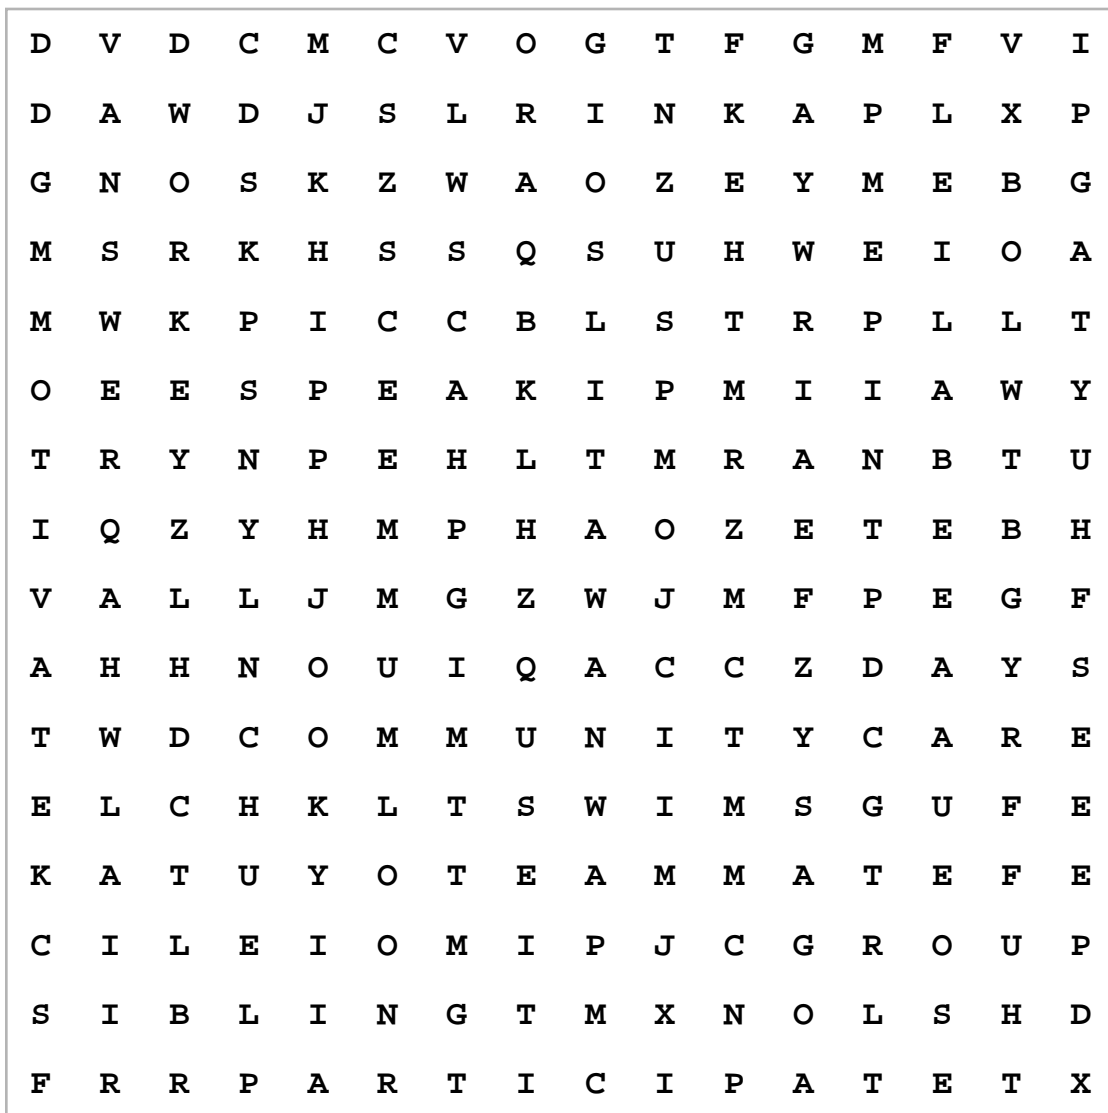 D V D C M C V O G T F G M F V I
D A W D J S L R I N K A P L X P
G N O S K Z W A O Z E Y M E B G
M S R K H S S Q S U H W E I O A
M W K P I C C B L S T R P L L T
O E E S P E A K I P M I I A W Y
T R Y N P E H L T M R A N B T U
I Q Z Y H M P H A O Z E T E B H
V A L L J M G Z W J M F P E G F
A H H N O U I Q A C C Z D A Y S
T W D C O M M U N I T Y C A R E
E L C H K L T S W I M S G U F E
K A T U Y O T E A M M A T E F E
C I L E I O M I P J C G R O U P
S I B L I N G T M X N O L S H D
F R R P A R T I C I P A T E T X